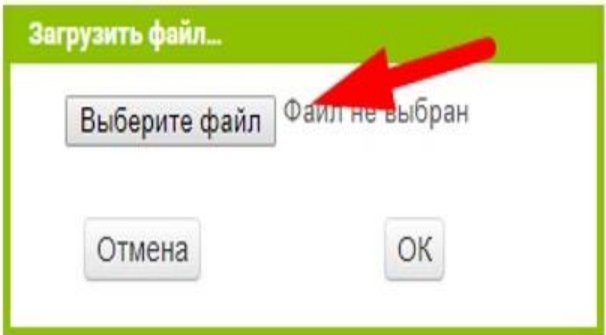 Загрузить файл...
Выберите файл Файл не выбран
Отмена OK